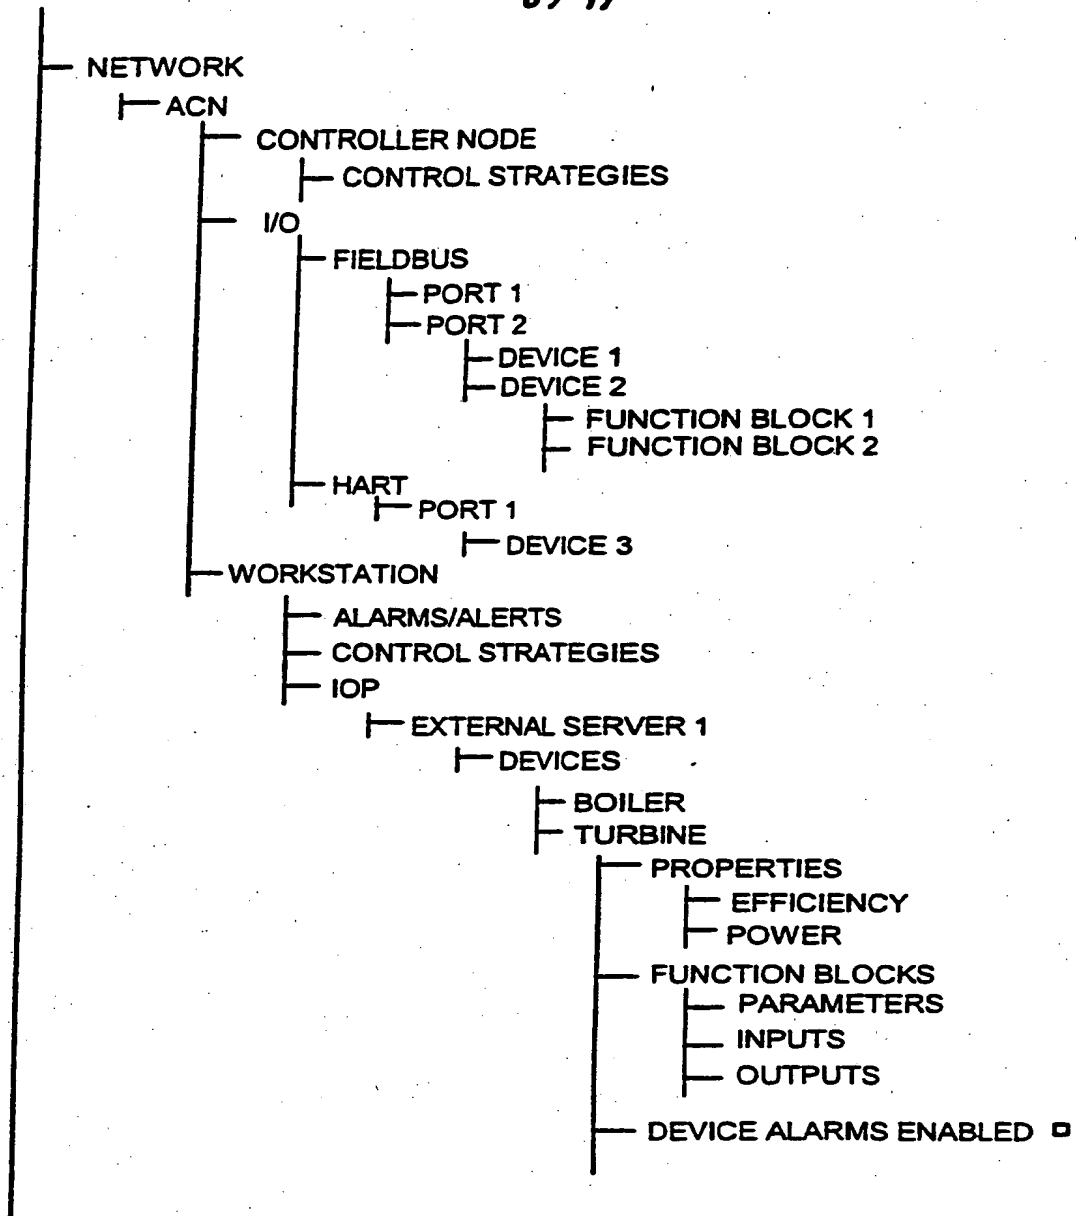 NETWORK
ACN
CONTROLLER NODE
CONTROL STRATEGIES
I/O
FIELDBUS
PORT 1
PORT 2
DEVICE 1
DEVICE 2
FUNCTION BLOCK 1
FUNCTION BLOCK 2
HART
PORT 1
DEVICE 3
WORKSTATION
ALARMS/ALERTS
CONTROL STRATEGIES
IOP
EXTERNAL SERVER 1
DEVICES
BOILER
TURBINE
PROPERTIES
EFFICIENCY
POWER
FUNCTION BLOCKS
PARAMETERS
INPUTS
OUTPUTS
DEVICE ALARMS ENABLED